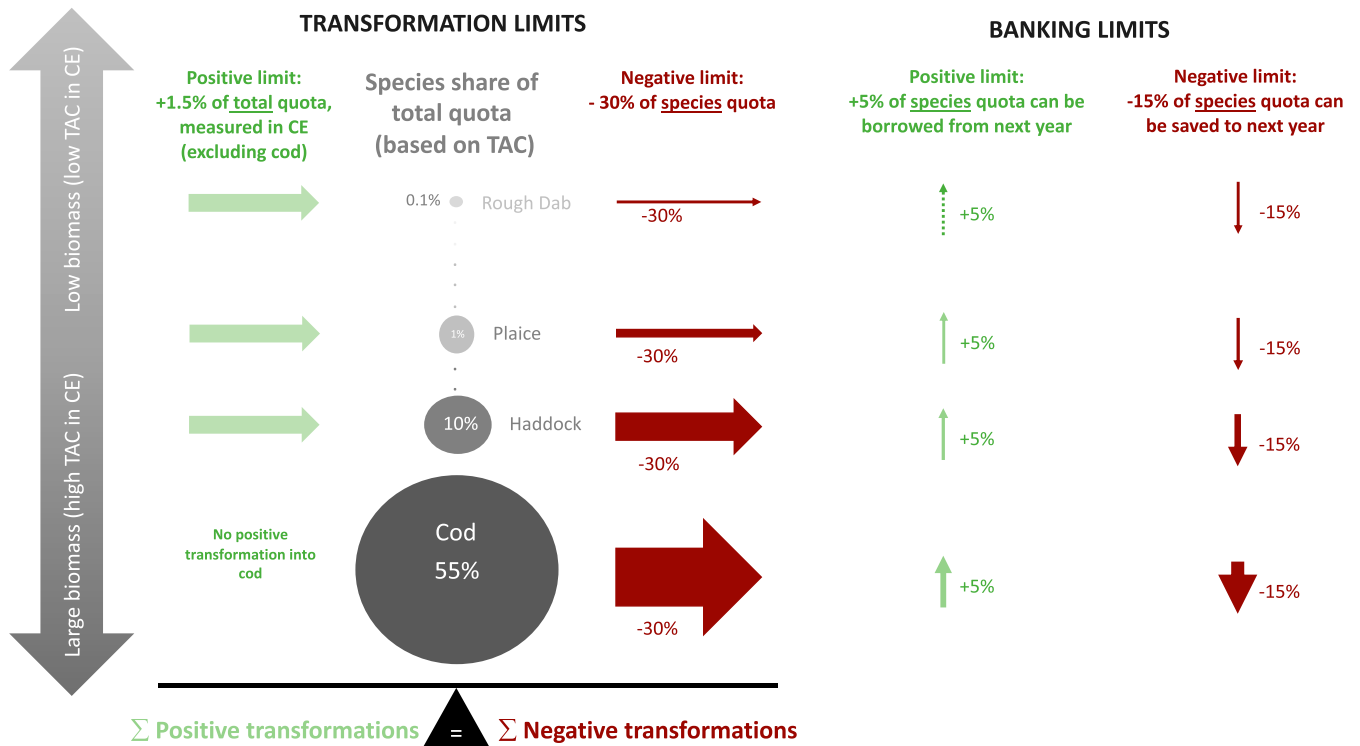 TRANSFORMATION LIMITS
BANKING LIMITS
Low biomass (low TAC in CE)
Large biomass (high TAC in CE)
Positive limit:
+1.5% of total quota,
measured in CE
(excluding cod)
Species share of
total quota
(based on TAC)
Negative limit:
- 30% of species quota
Positive limit:
+5% of species quota can be
borrowed from next year
Negative limit:
-15% of species quota can
be saved to next year
0.1%
Rough Dab
-30%
+5%
-15%
1%
Plaice
-30%
+5%
-15%
10%
Haddock
-30%
+5%
-15%
No positive
transformation into
cod
Cod
55%
-30%
+5%
-15%
∑ Positive transformations
=
∑ Negative transformations